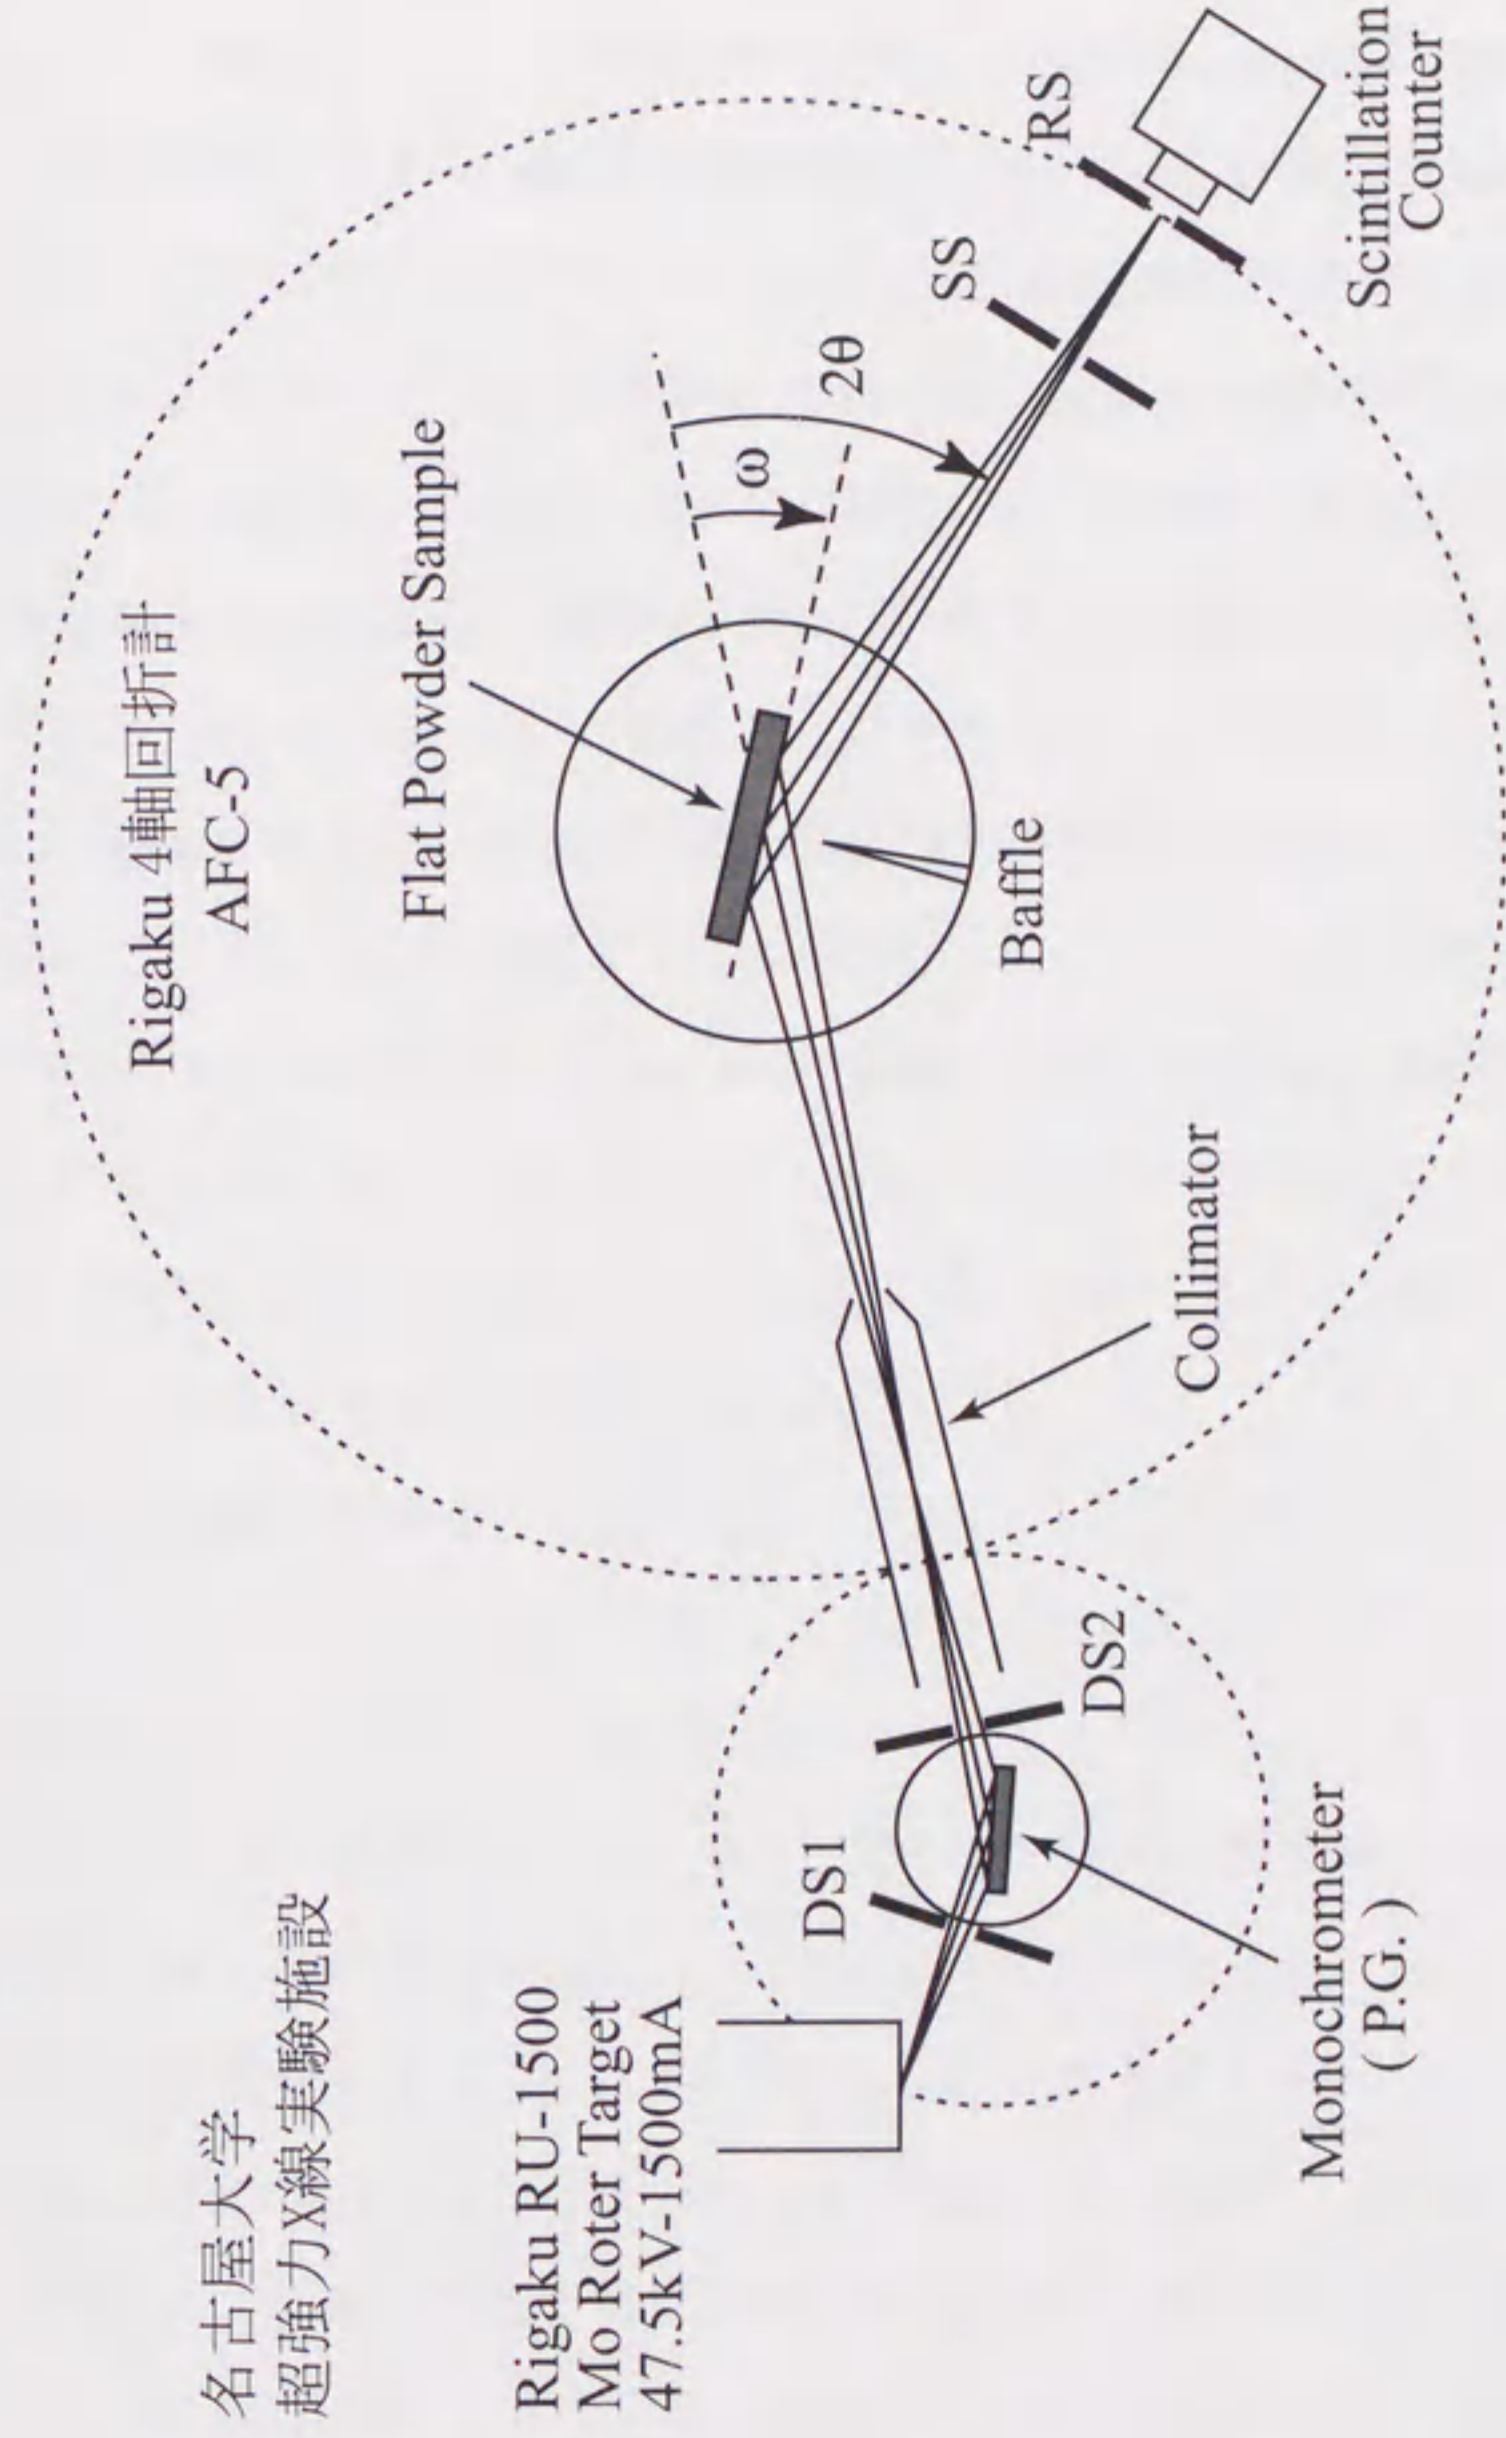 名古屋大学
超強力X線実験施設
Rigaku RU-1500
Mo Roter Target
47.5kV-1500mA
Rigaku 4軸回折計
AFC-5
Flat Powder Sample
ω
2θ
SS
RS
Scintillation
Counter
Baffle
Collimator
DS1
DS2
Monochrometer
( P.G. )